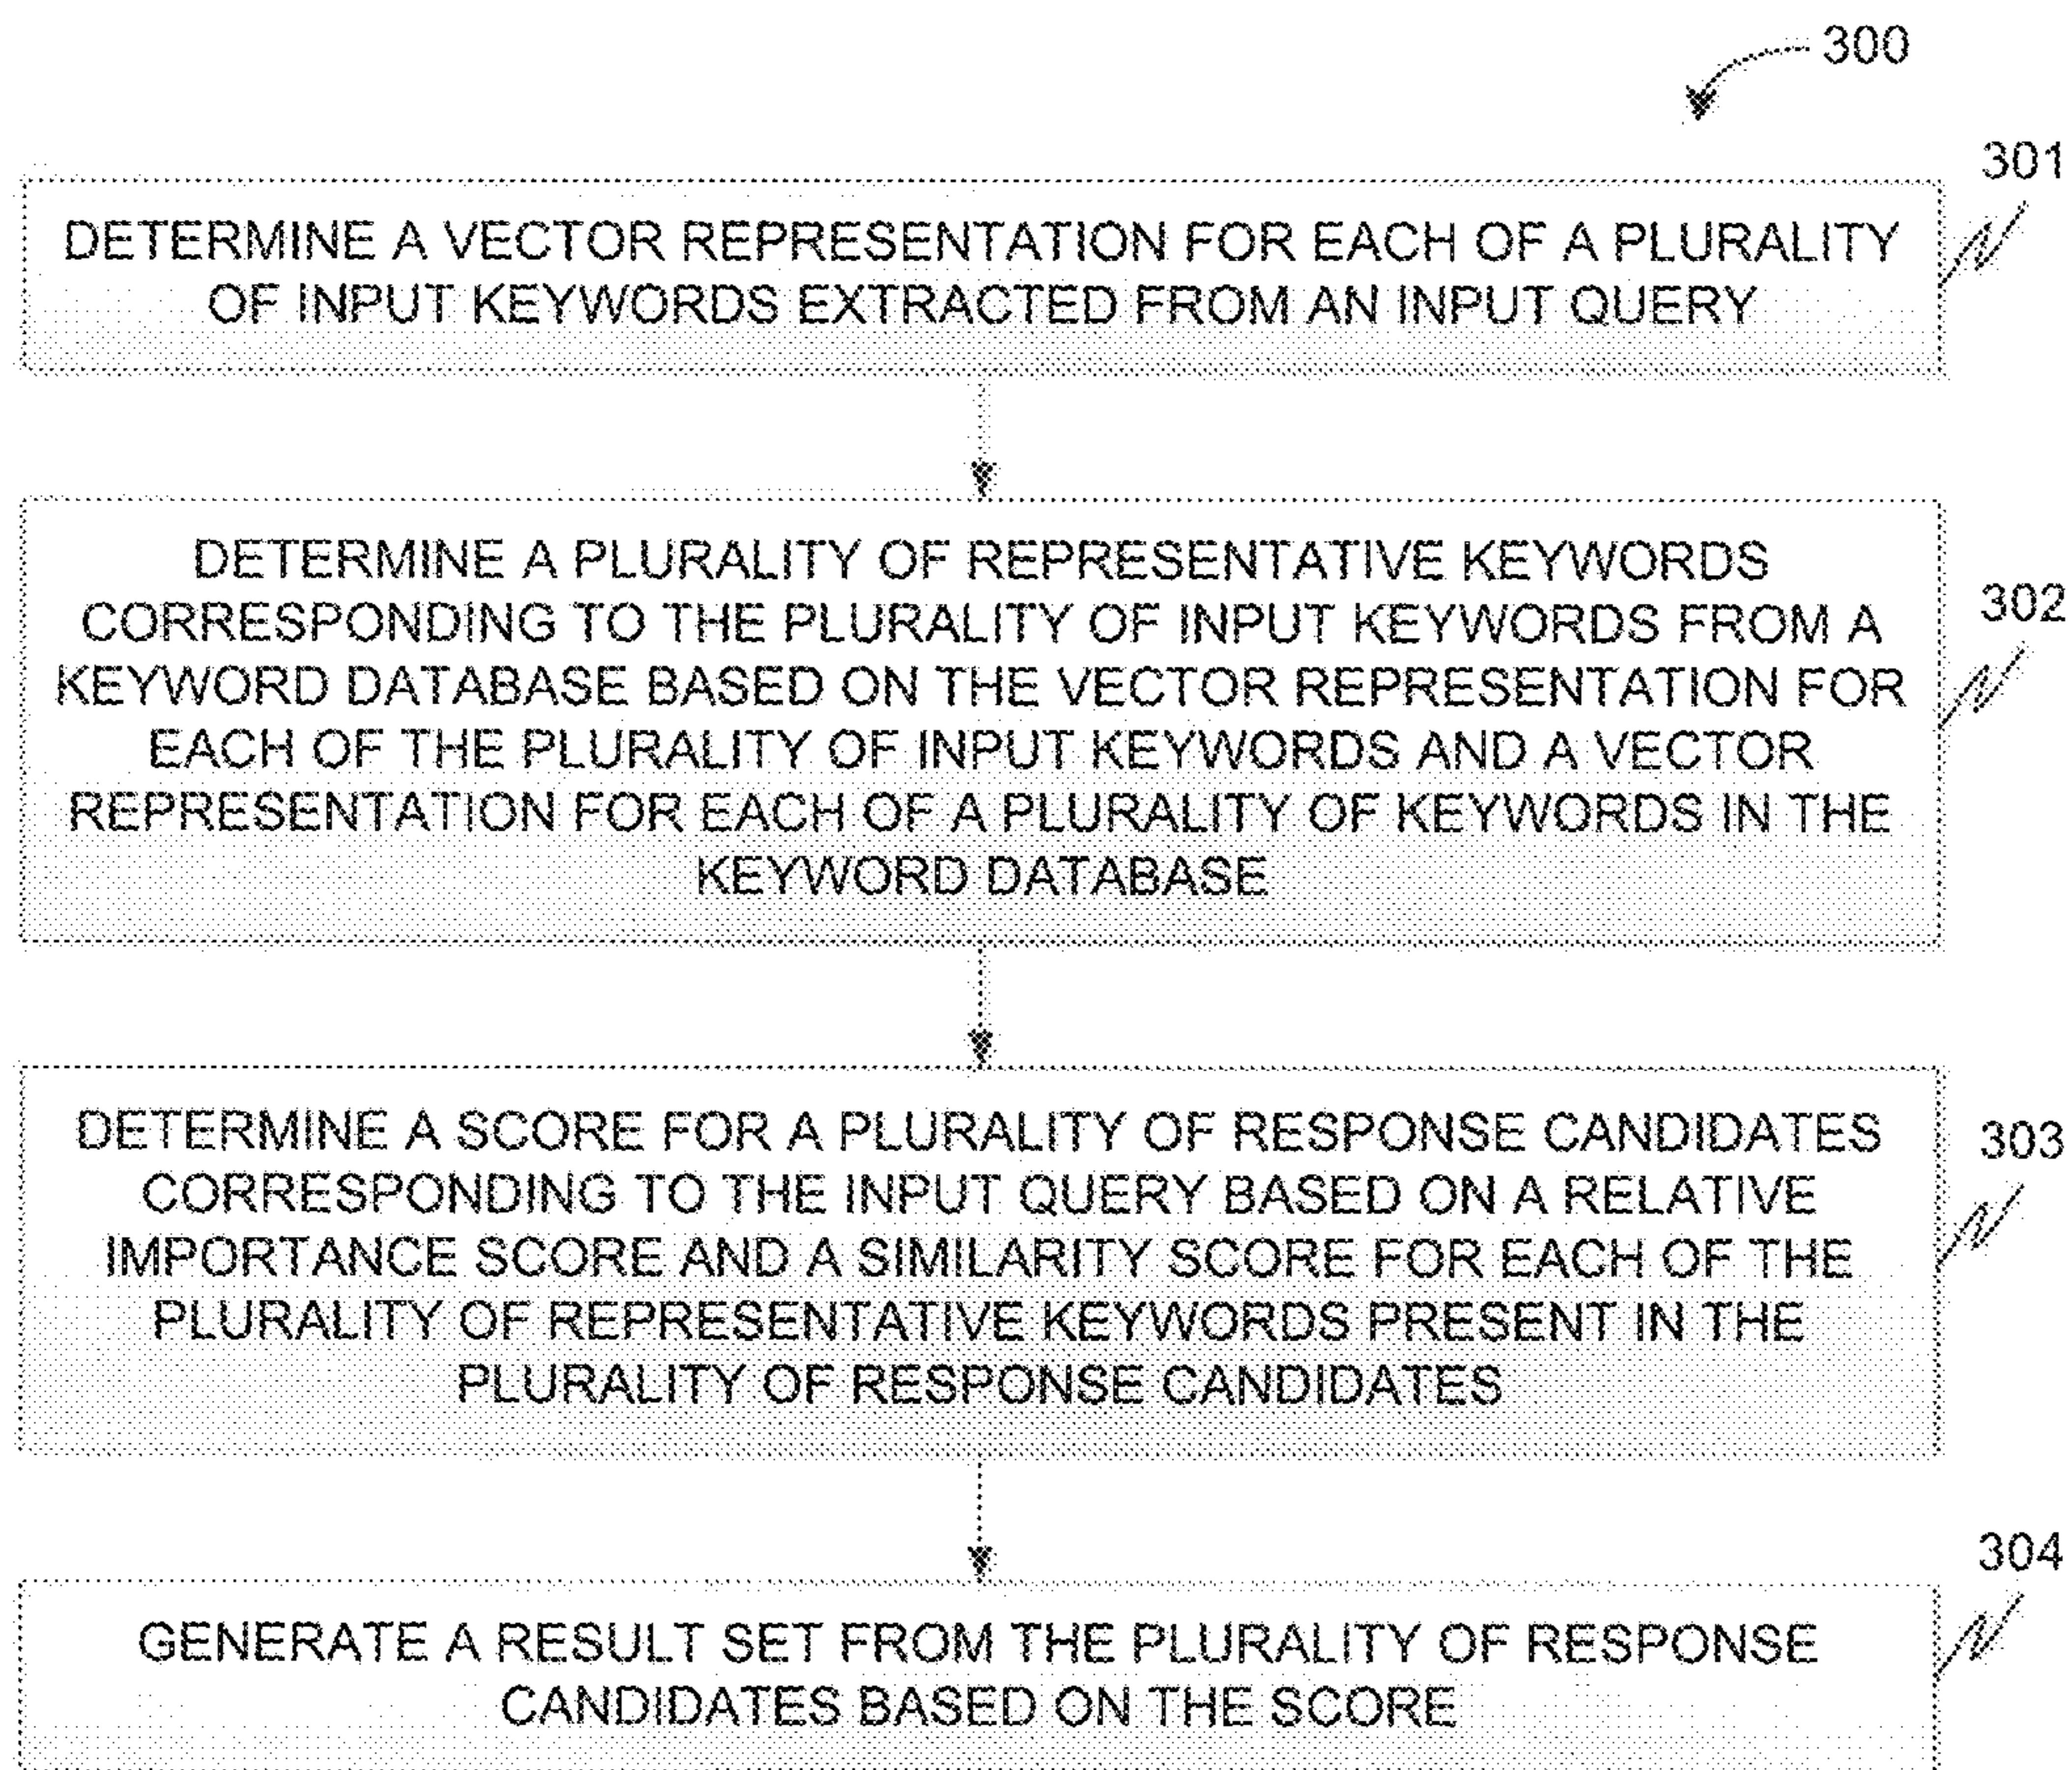 300
301
DETERMINE A VECTOR REPRESENTATION FOR EACH OF A PLURALITY
OF INPUT KEYWORDS EXTRACTED FROM AN INPUT QUERY
302
DETERMINE A PLURALITY OF REPRESENTATIVE KEYWORDS
CORRESPONDING TO THE PLURALITY OF INPUT KEYWORDS FROM A
KEYWORD DATABASE BASED ON THE VECTOR REPRESENTATION FOR
EACH OF THE PLURALITY OF INPUT KEYWORDS AND A VECTOR
REPRESENTATION FOR EACH OF A PLURALITY OF KEYWORDS IN THE
KEYWORD DATABASE
303
DETERMINE A SCORE FOR A PLURALITY OF RESPONSE CANDIDATES
CORRESPONDING TO THE INPUT QUERY BASED ON A RELATIVE
IMPORTANCE SCORE AND A SIMILARITY SCORE FOR EACH OF THE
PLURALITY OF REPRESENTATIVE KEYWORDS PRESENT IN THE
PLURALITY OF RESPONSE CANDIDATES
304
GENERATE A RESULT SET FROM THE PLURALITY OF RESPONSE
CANDIDATES BASED ON THE SCORE